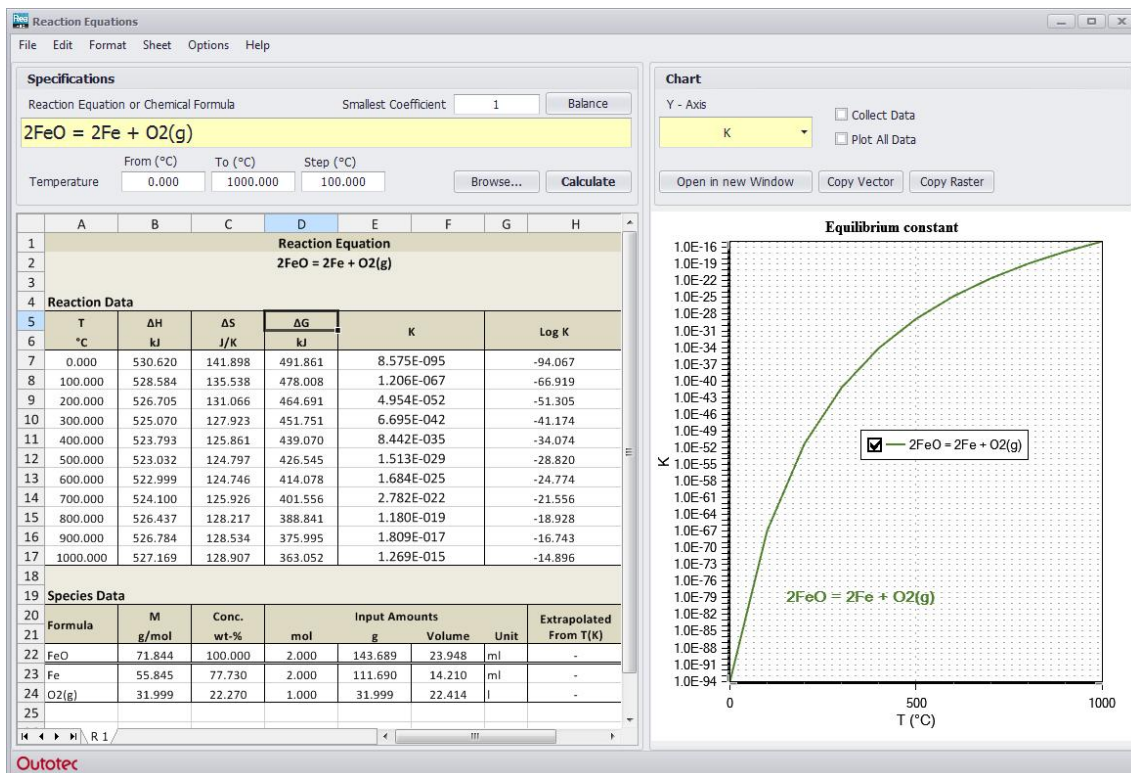 Reaction Equations
File Edit Format Sheet Options Help
Specifications
Reaction Equation or Chemical Formula Smallest Coefficient 1 Balance
2FeO = 2Fe + O2(g)
From (°C) To (°C) Step (°C)
Temperature 0.000 1000.000 100.000 Browse... Calculate
A B C D E F G H
1 Reaction Equation
2 2FeO = 2Fe + O2(g)
3
4 Reaction Data
5 T ΔH ΔS ΔG K Log K
6 °C kJ J/K kJ
7 0.000 530.620 141.898 491.861 8.575E-095 -94.067
8 100.000 528.584 135.538 478.008 1.206E-067 -66.919
9 200.000 526.705 131.066 464.691 4.954E-052 -51.305
10 300.000 525.070 127.923 451.751 6.695E-042 -41.174
11 400.000 523.793 125.861 439.070 8.442E-035 -34.074
12 500.000 523.033 124.797 426.545 1.513E-029 -28.820
13 600.000 522.999 124.746 414.078 1.684E-025 -24.774
14 700.000 524.100 125.926 401.556 2.782E-022 -21.556
15 800.000 526.437 128.217 388.841 1.180E-019 -18.928
16 900.000 526.784 128.534 375.995 1.809E-017 -16.743
17 1000.000 527.169 128.907 363.052 1.269E-015 -14.896
18
19 Species Data
20 Formula M Conc. Input Amounts Extrapolated
21 g/mol wt-% mol g Volume Unit From T(K)
22 FeO 71.844 100.000 2.000 143.689 23.948 ml -
23 Fe 55.845 77.730 2.000 111.690 14.210 ml -
24 O2(g) 31.999 22.270 1.000 31.999 22.414 l -
25
R 1
Outotec
Chart
Y - Axis
K
Collect Data
Plot All Data
Open in new Window Copy Vector Copy Raster
Equilibrium constant
1.0E-16
1.0E-19
1.0E-22
1.0E-25
1.0E-28
1.0E-31
1.0E-34
1.0E-37
1.0E-40
1.0E-43
1.0E-46
1.0E-49
1.0E-52
1.0E-55
1.0E-58
1.0E-61
1.0E-64
1.0E-67
1.0E-70
1.0E-73
1.0E-76
1.0E-79
1.0E-82
1.0E-85
1.0E-88
1.0E-91
1.0E-94
K
2FeO = 2Fe + O2(g)
2FeO = 2Fe + O2(g)
0 500 1000
T (°C)